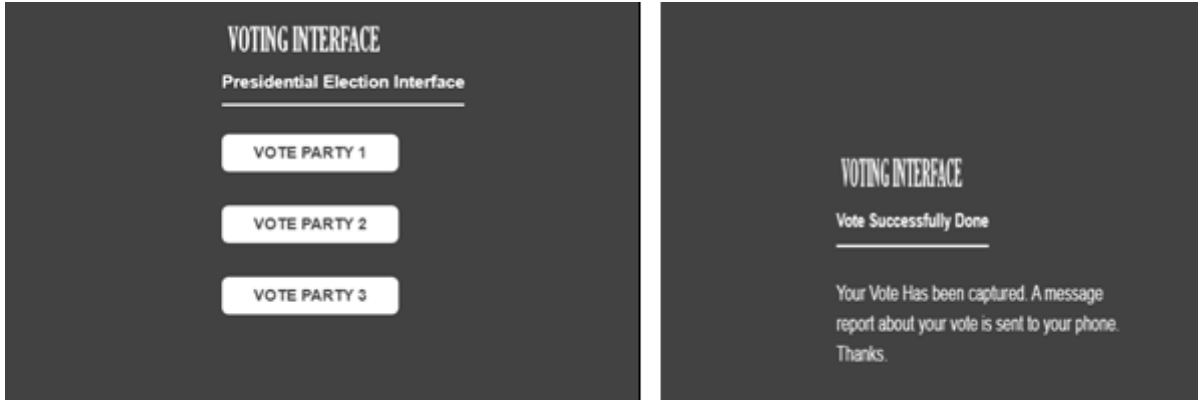 VOTING INTERFACE
Presidential Election Interface
VOTE PARTY 1
VOTE PARTY 2
VOTE PARTY 3
VOTING INTERFACE
Vote Successfully Done
Your Vote Has been captured. A message
report about your vote is sent to your phone.
Thanks.